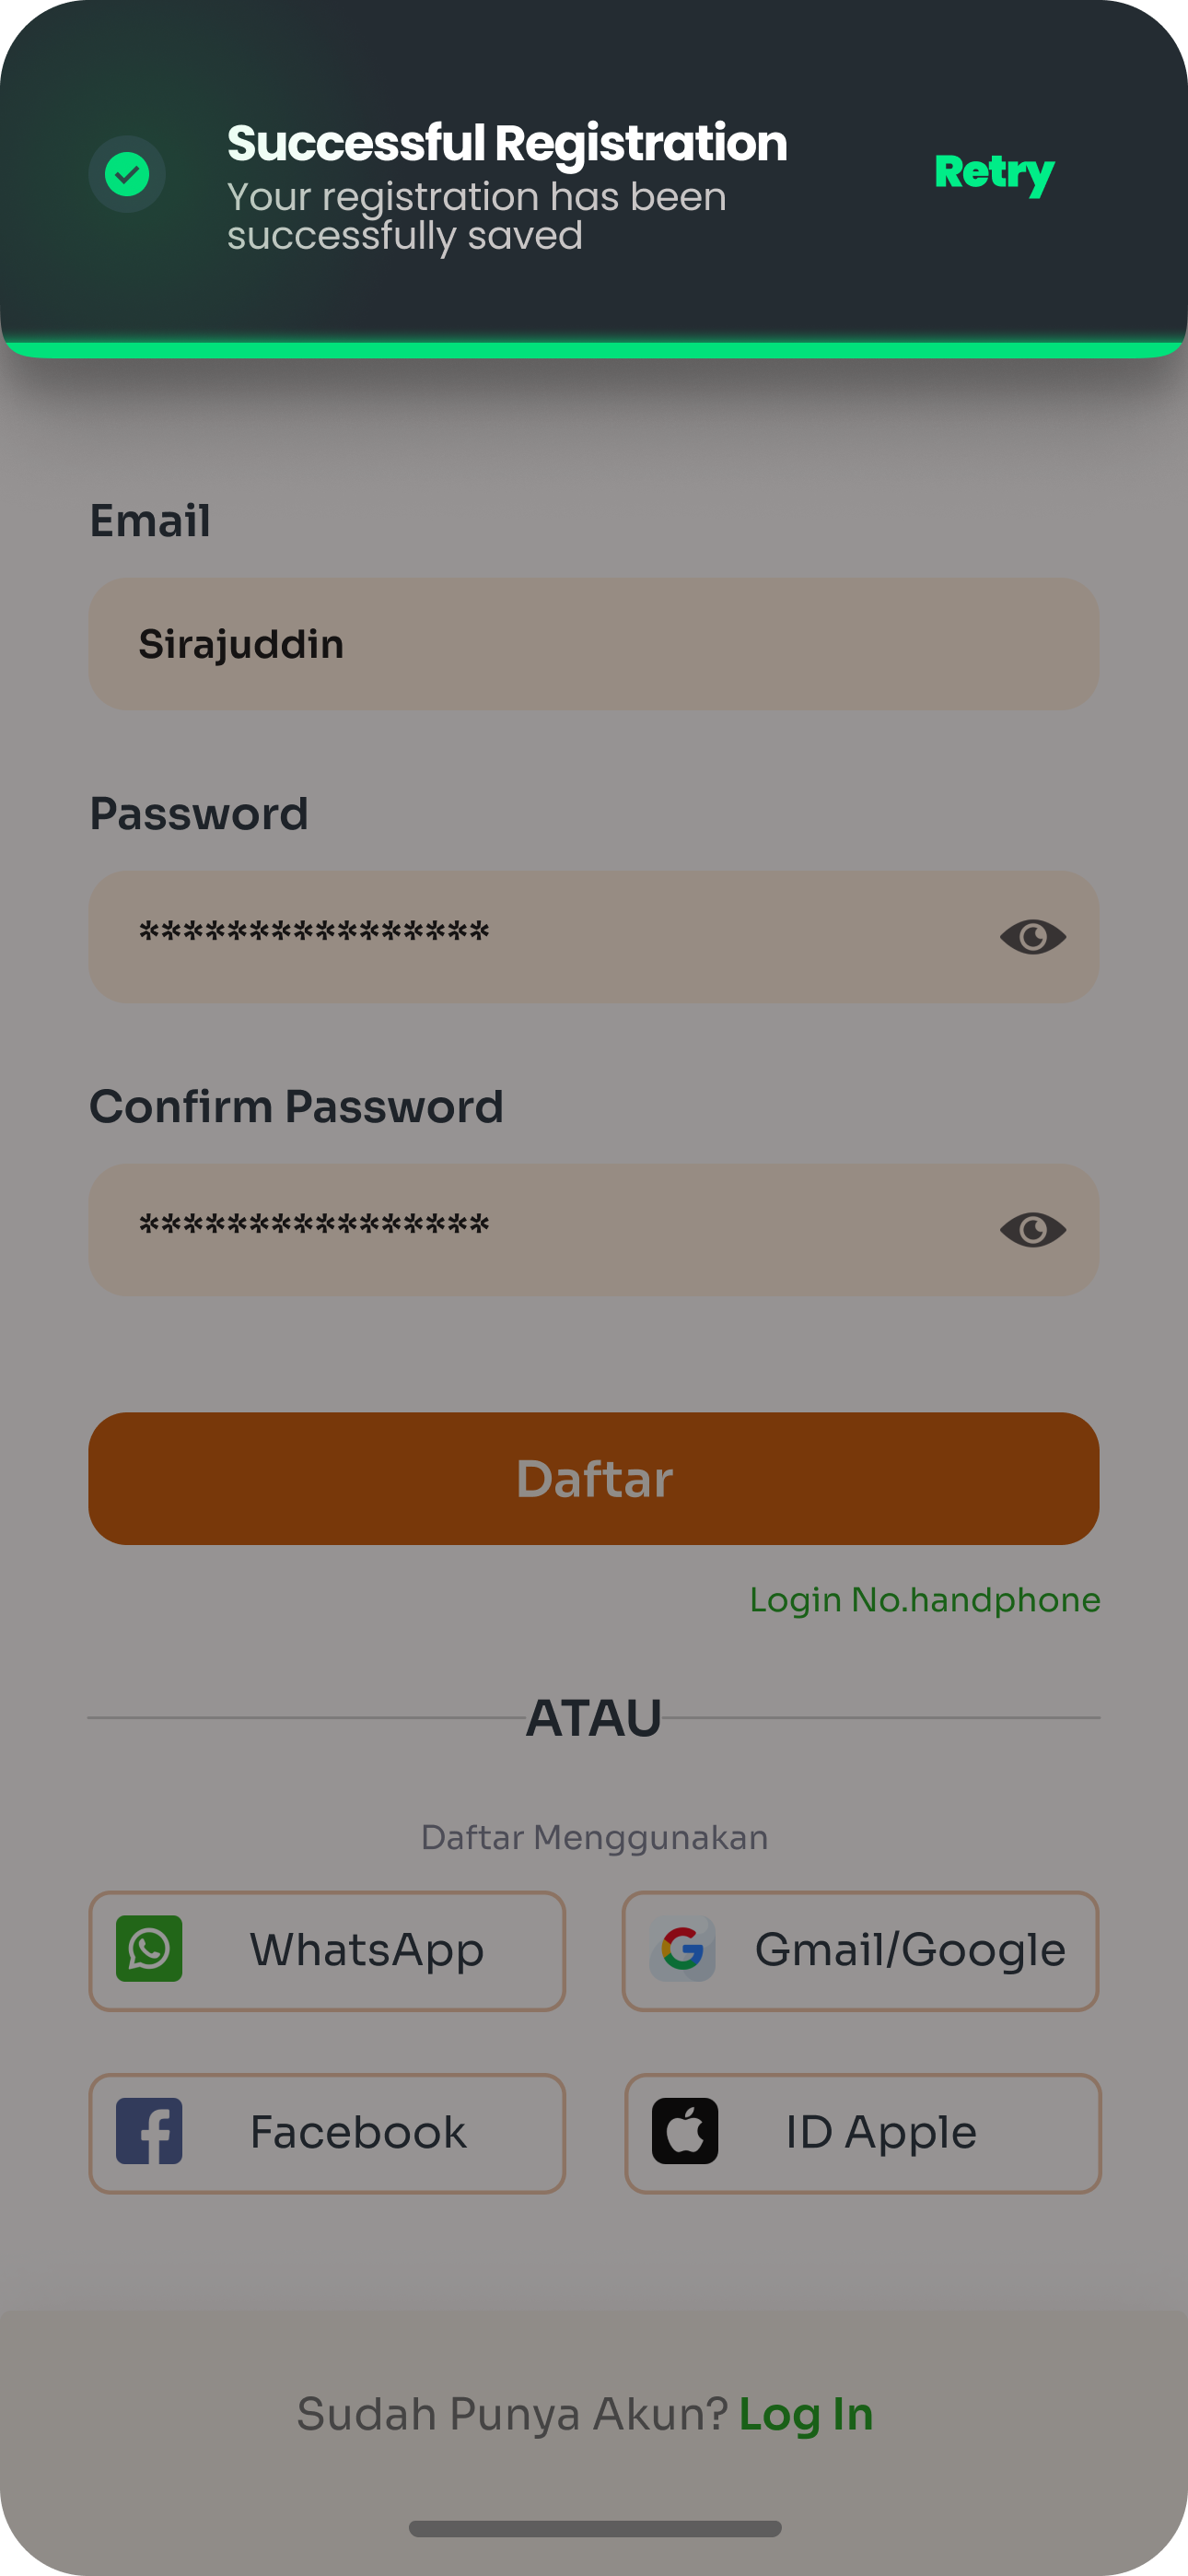 Successful Registration
Your registration has been
successfully saved
Retry
Email
Sirajuddin
Password
****************
Confirm Password
****************
Daftar
Login No.handphone
ATAU
Daftar Menggunakan
WhatsApp
Gmail/Google
Facebook
ID Apple
Sudah Punya Akun? Log In